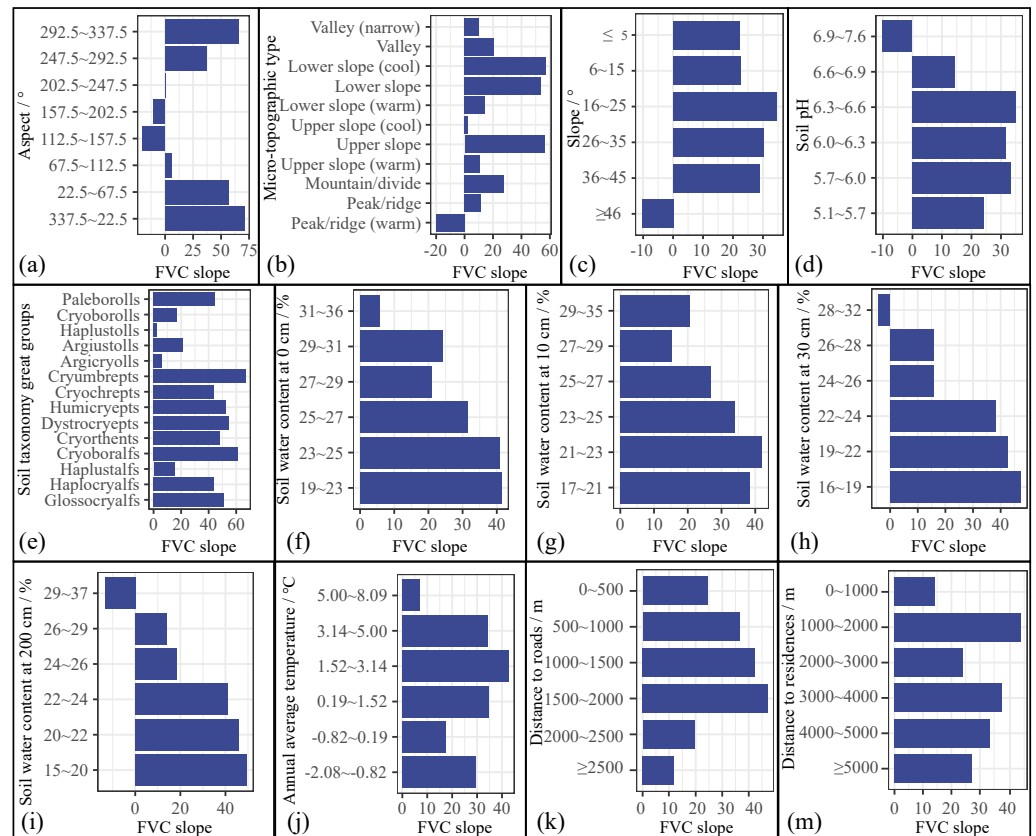 Aspect / °
292.5~337.5
247.5~292.5
202.5~247.5
157.5~202.5
112.5~157.5
67.5~112.5
22.5~67.5
337.5~22.5
0 25 50 75
(a) FVC slope
Micro-topographic type
Valley (narrow)
Valley
Lower slope (cool)
Lower slope
Lower slope (warm)
Upper slope (cool)
Upper slope
Upper slope (warm)
Mountain/divide
Peak/ridge
Peak/ridge (warm)
-20 0 20 40 60
(b) FVC slope
Slope / °
≤ 5
6~15
16~25
26~35
36~45
≥46
-10 0 10 20 30
(c) FVC slope
Soil pH
6.9~7.6
6.6~6.9
6.3~6.6
6.0~6.3
5.7~6.0
5.1~5.7
-10 0 10 20 30
(d) FVC slope
Soil taxonomy great groups
Paleborolls
Cryoborolls
Haplustolls
Argiustolls
Argicryolls
Cryumbrepts
Cryochrepts
Humicryepts
Dystrocrypts
Cryorthents
Cryoboralfs
Haplustalfs
Haplocryalfs
Glossocryalfs
0 20 40 60
(e) FVC slope
Soil water content at 0 cm / %
31~36
29~31
27~29
25~27
23~25
19~23
0 10 20 30 40
(f) FVC slope
Soil water content at 10 cm / %
29~35
27~29
25~27
23~25
21~23
17~21
0 10 20 30 40
(g) FVC slope
Soil water content at 30 cm / %
28~32
26~28
24~26
22~24
19~22
16~19
0 10 20 30 40
(h) FVC slope
Soil water content at 200 cm / %
29~37
26~29
24~26
22~24
20~22
15~20
0 20 40
(i) FVC slope
Annual average temperature / °C
5.00~8.09
3.14~5.00
1.52~3.14
0.19~1.52
-0.82~0.19
-2.08~-0.82
0 10 20 30 40
(j) FVC slope
Distance to roads / m
0~500
500~1000
1000~1500
1500~2000
2000~2500
≥2500
0 10 20 30 40
(k) FVC slope
Distance to residences / m
0~1000
1000~2000
2000~3000
3000~4000
4000~5000
≥5000
0 10 20 30 40
(m) FVC slope